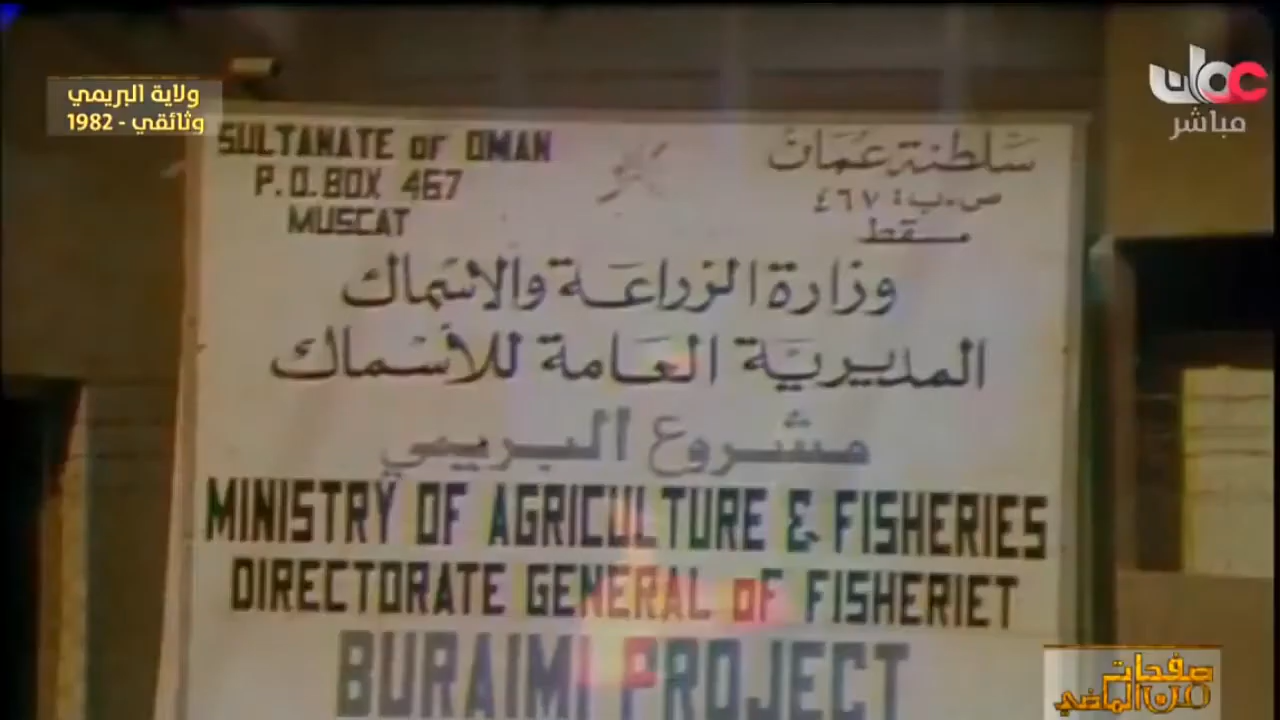 ولاية البريمي
وثائقي - 1982
عمان
مباشر
SULTANATE OF OMAN
P.O.BOX 467
MUSCAT
سلطنة عمان
ص.ب: ٤٦٧
مسقط
وزارة الزراعة والاسماك
المديرية العامة للأسماك
مشروع البريمي
MINISTRY OF AGRICULTURE & FISHERIES
DIRECTORATE GENERAL OF FISHERIET
BURAIMI PROJECT
صفحات
من الماضي